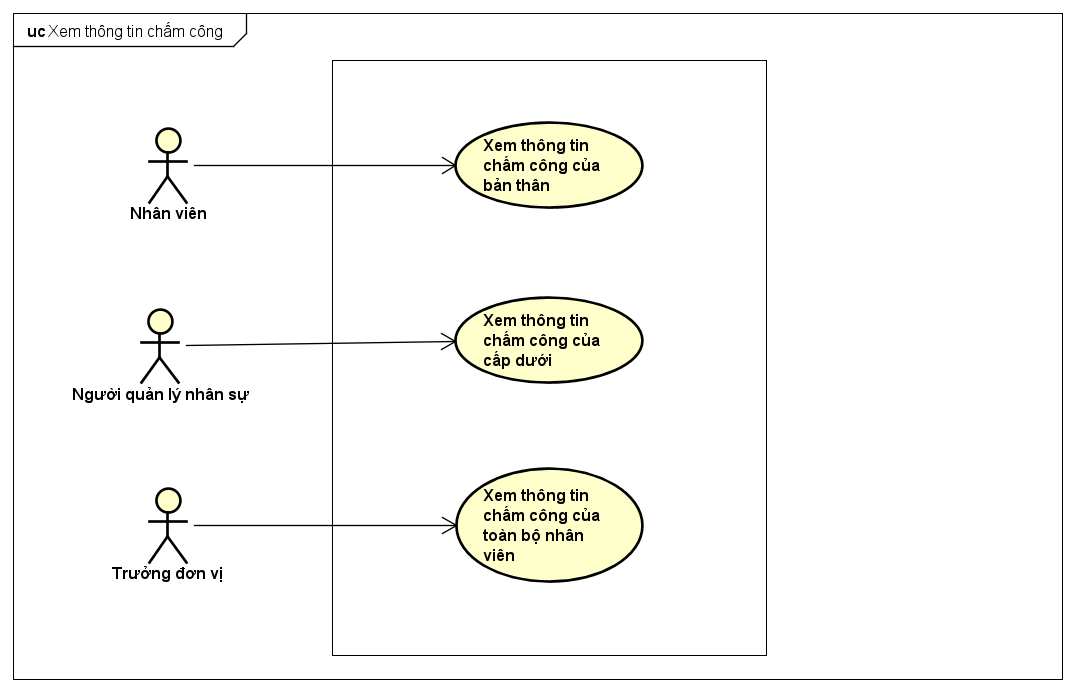 uc Xem thông tin chấm công
Xem thông tin
chấm công của
bản thân
Nhân viên
Xem thông tin
chấm công của
cấp dưới
Người quản lý nhân sự
Xem thông tin
chấm công của
toàn bộ nhân
viên
Trưởng đơn vị